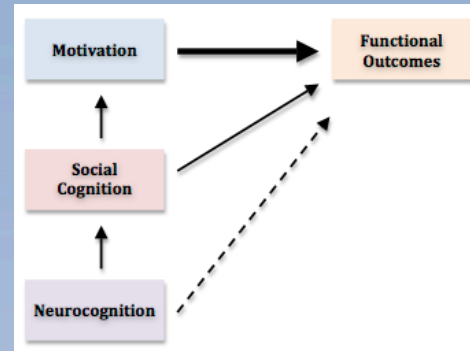 Motivation
Functional
Outcomes
Social
Cognition
Neurocognition